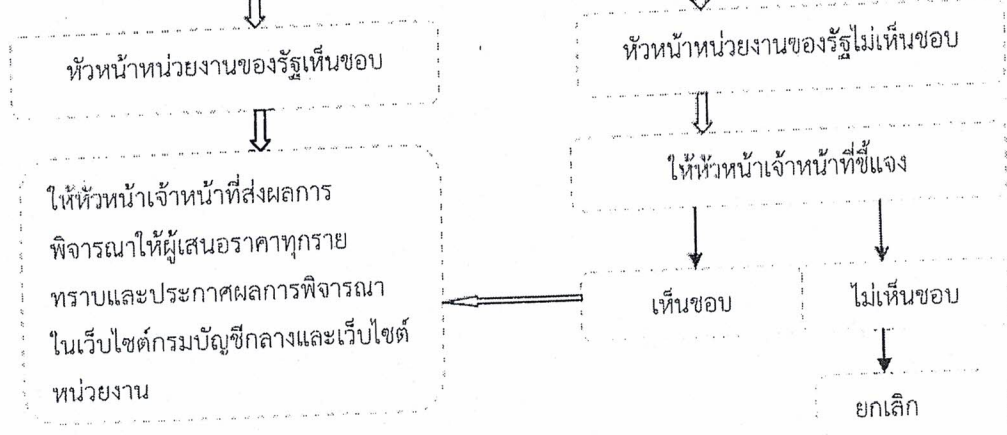 หัวหน้าหน่วยงานของรัฐเห็นชอบ
หัวหน้าหน่วยงานของรัฐไม่เห็นชอบ
ให้หัวหน้าเจ้าหน้าที่ชี้แจง
ให้หัวหน้าเจ้าหน้าที่ส่งผลการ
พิจารณาให้ผู้เสนอราคาทุกราย
ทราบและประกาศผลการพิจารณา
ในเว็บไซต์กรมบัญชีกลางและเว็บไซต์
หน่วยงาน
เห็นชอบ
ไม่เห็นชอบ
ยกเลิก